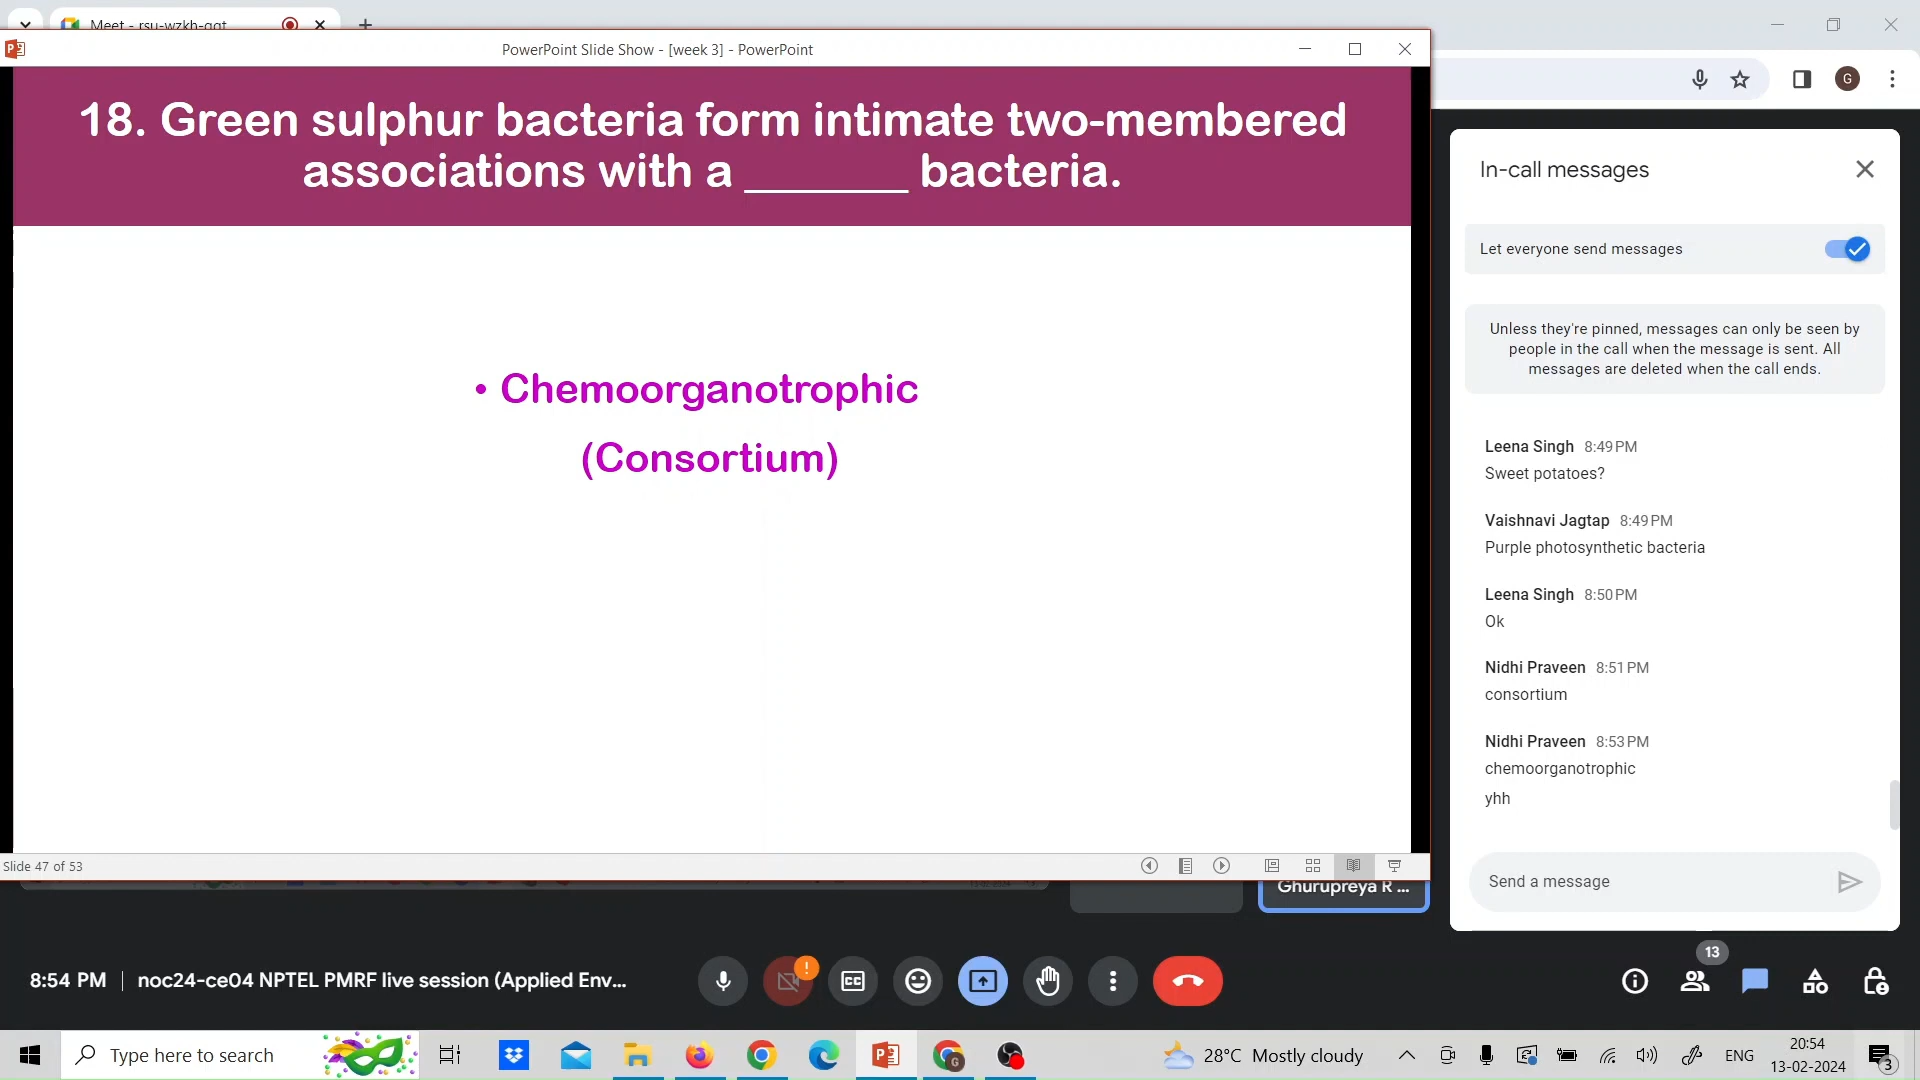 Meet - rsu-wzkh-gqt
PowerPoint Slide Show - [week 3] - PowerPoint
18. Green sulphur bacteria form intimate two-membered
associations with a _______ bacteria.
• Chemoorganotrophic
(Consortium)
Slide 47 of 53
G
In-call messages
Let everyone send messages
Unless they're pinned, messages can only be seen by
people in the call when the message is sent. All
messages are deleted when the call ends.
Leena Singh 8:49 PM
Sweet potatoes?
Vaishnavi Jagtap 8:49 PM
Purple photosynthetic bacteria
Leena Singh 8:50 PM
Ok
Nidhi Praveen 8:51 PM
consortium
Nidhi Praveen 8:53 PM
chemoorganotrophic
yhh
Send a message
Ghurupreya R ...
13
8:54 PM | noc24-ce04 NPTEL PMRF live session (Applied Env...
Type here to search
28°C Mostly cloudy
ENG
20:54
13-02-2024
3